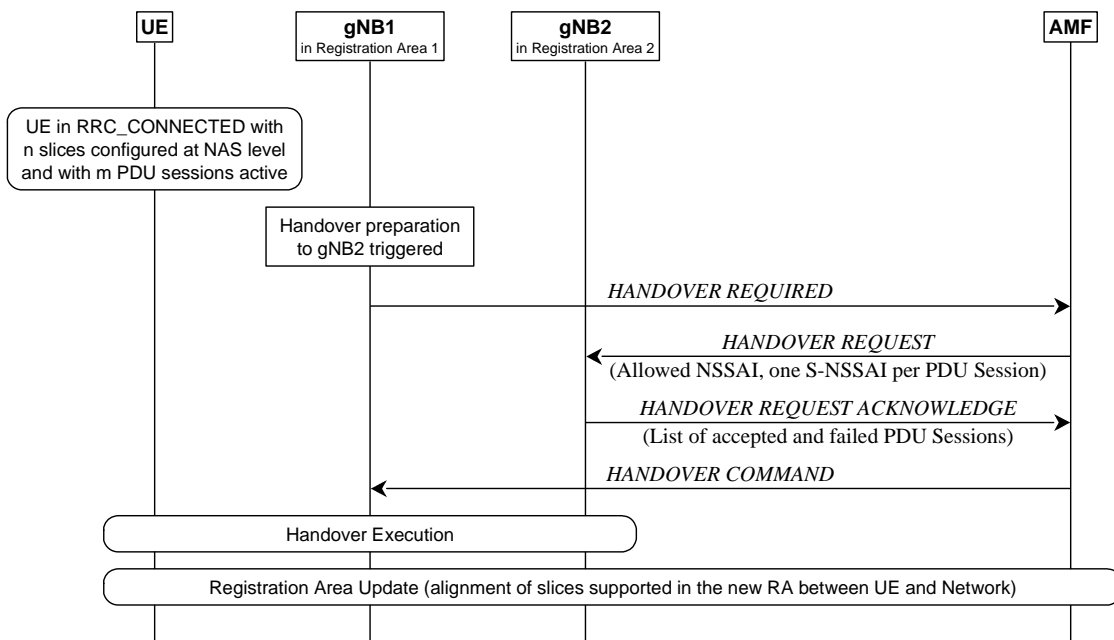 UE
gNB1
in Registration Area 1
gNB2
in Registration Area 2
AMF
UE in RRC_CONNECTED with
n slices configured at NAS level
and with m PDU sessions active
Handover preparation
to gNB2 triggered
HANDOVER REQUIRED
HANDOVER REQUEST
(Allowed NSSAI, one S-NSSAI per PDU Session)
HANDOVER REQUEST ACKNOWLEDGE
(List of accepted and failed PDU Sessions)
HANDOVER COMMAND
Handover Execution
Registration Area Update (alignment of slices supported in the new RA between UE and Network)